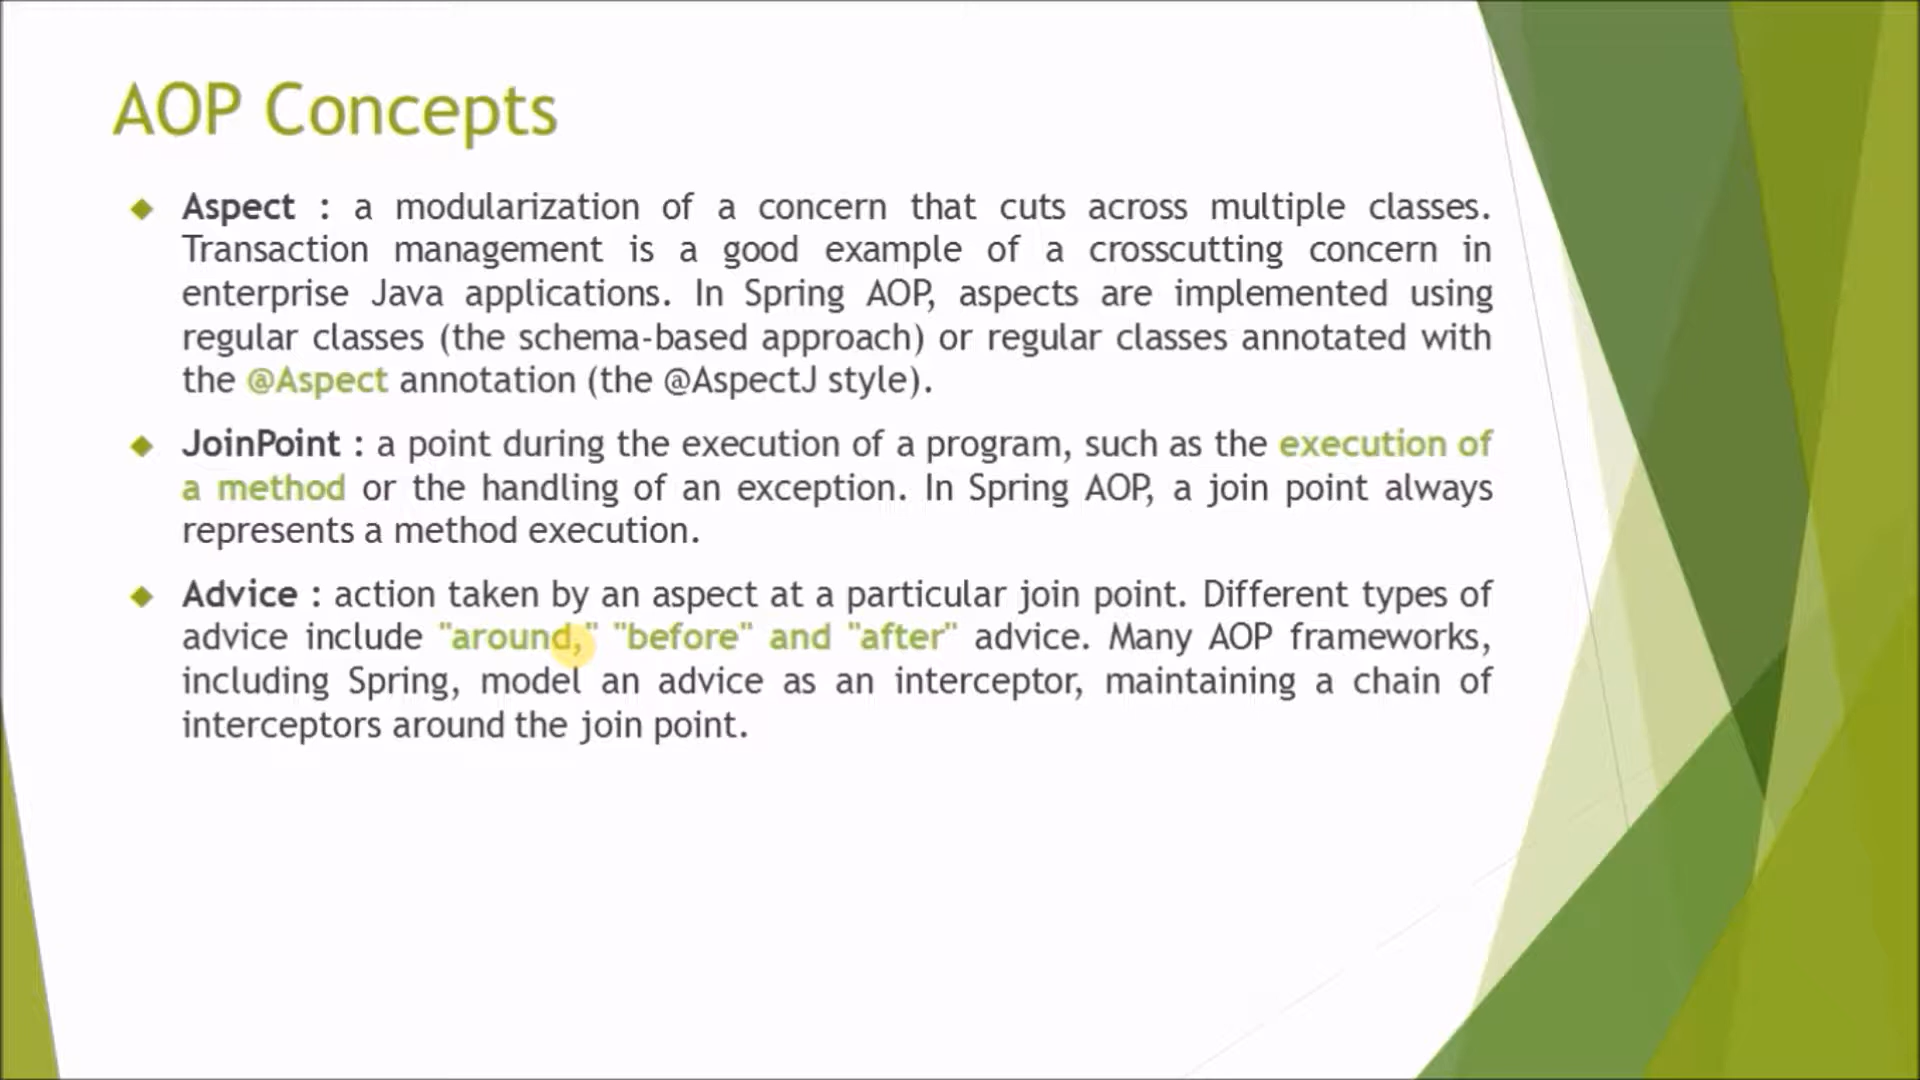 AOP Concepts
Aspect : a modularization of a concern that cuts across multiple classes.
Transaction management is a good example of a crosscutting concern in
enterprise Java applications. In Spring AOP, aspects are implemented using
regular classes (the schema-based approach) or regular classes annotated with
the @Aspect annotation (the @AspectJ style).
JoinPoint : a point during the execution of a program, such as the execution of
a method or the handling of an exception. In Spring AOP, a join point always
represents a method execution.
Advice : action taken by an aspect at a particular join point. Different types of
advice include "around," "before" and "after" advice. Many AOP frameworks,
including Spring, model an advice as an interceptor, maintaining a chain of
interceptors around the join point.